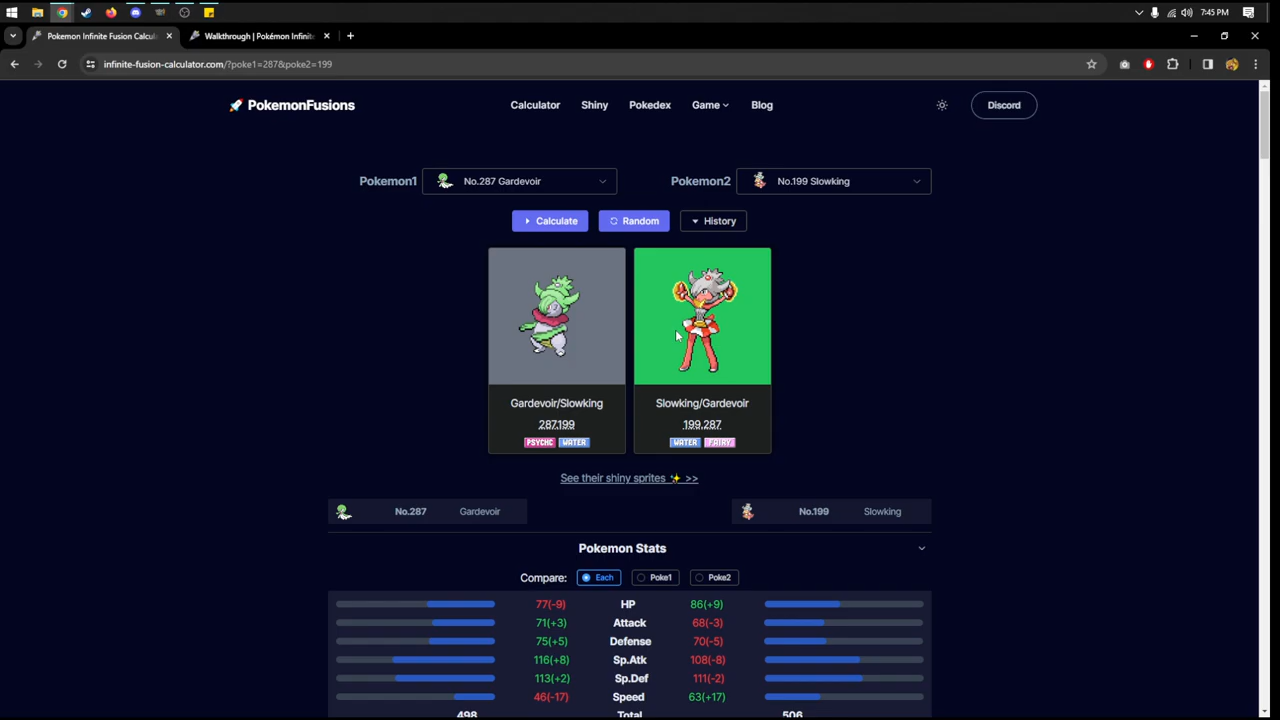 7:45 PM
Pokemon Infinite Fusion Calcula
Walkthrough | Pokémon Infinite
infinite-fusion-calculator.com/?poke1=287&poke2=199
PokemonFusions
Calculator
Shiny
Pokedex
Game
Blog
Discord
Pokemon1
No.287 Gardevoir
Pokemon2
No.199 Slowking
Calculate
Random
History
Gardevoir/Slowking
Slowking/Gardevoir
287.199
199.287
PSYCHC WATER
WATER FAIRY
See their shiny sprites ✨ >>
No.287 Gardevoir
No.199 Slowking
Pokemon Stats
Compare: Each Poke1 Poke2
77(-9) HP 86(+9)
71(+3) Attack 68(-3)
75(+5) Defense 70(-5)
116(+8) Sp.Atk 108(-8)
113(+2) Sp.Def 111(-2)
46(-17) Speed 63(+17)
498 Total 506